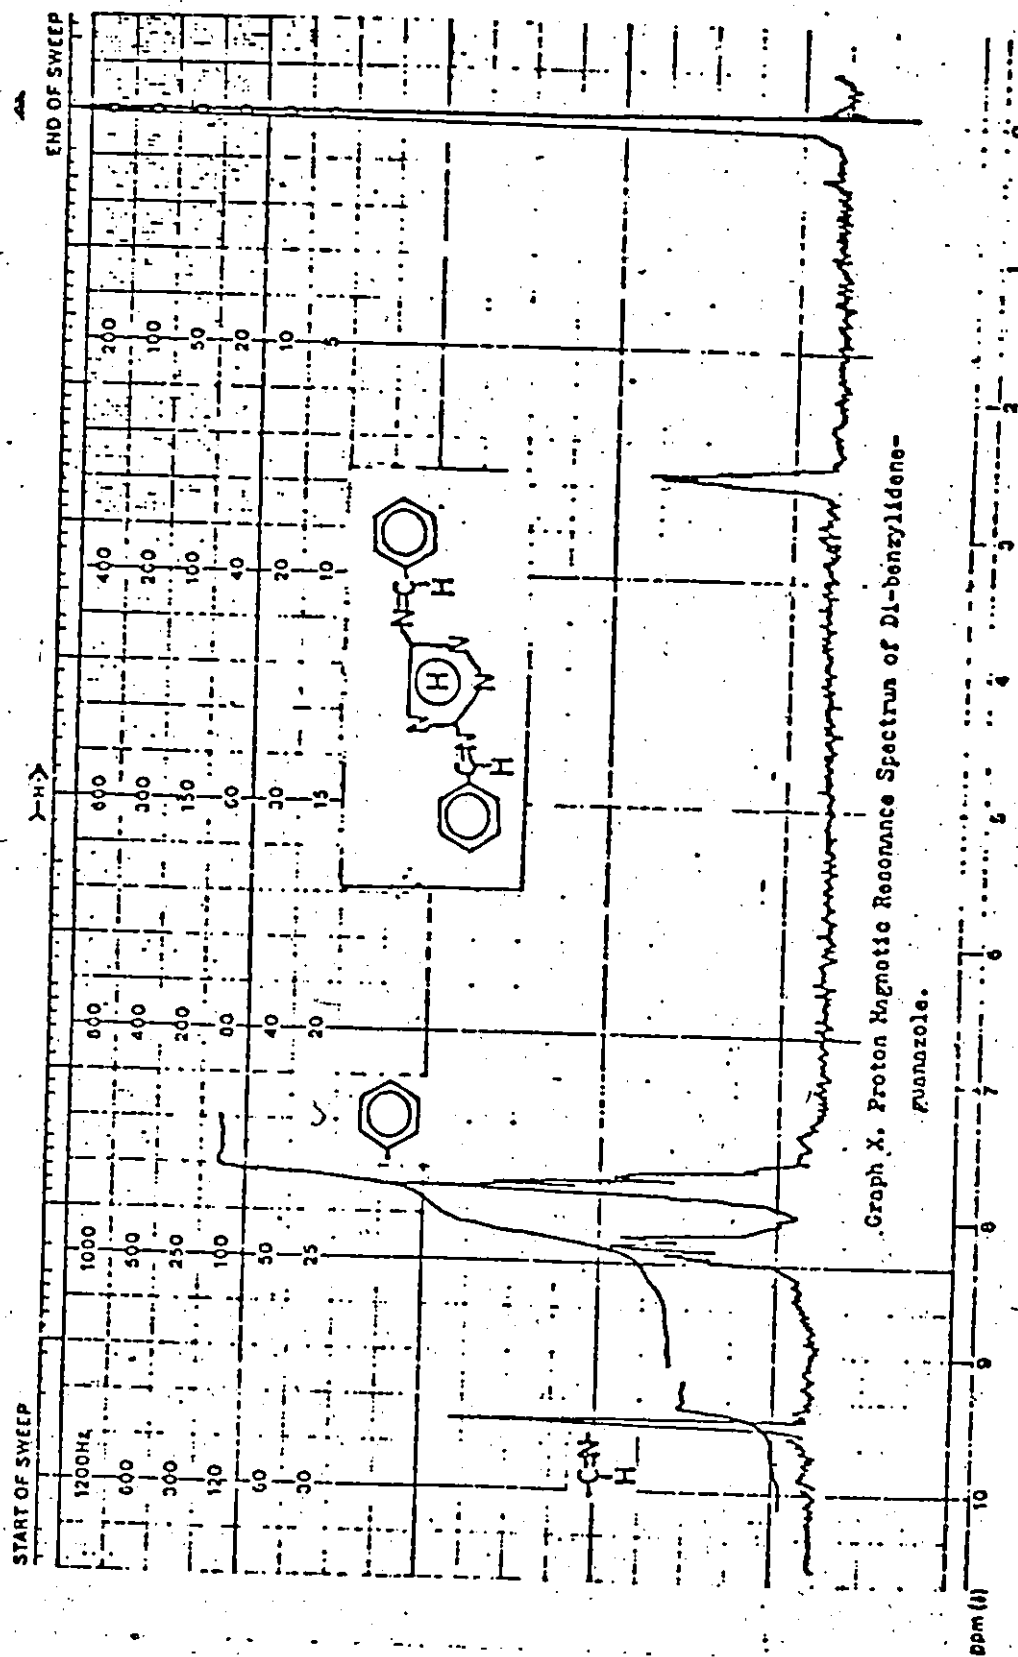 START OF SWEEP
END OF SWEEP
H
1200Hz 1000 800 600 400 200
600 500 400 300 200 100
300 250 200 150 100 50
120 100 80 60 40 20
60 50 40 30 20 10
30 25 20 15 10 5
C=N
H
C=N
H
H
N
N
N=C
H
Graph X. Proton Magnetic Resonance Spectrum of Di-benzylidene-
guanazole.
ppm (δ) 10 9 8 7 6 5 4 3 2 1 0